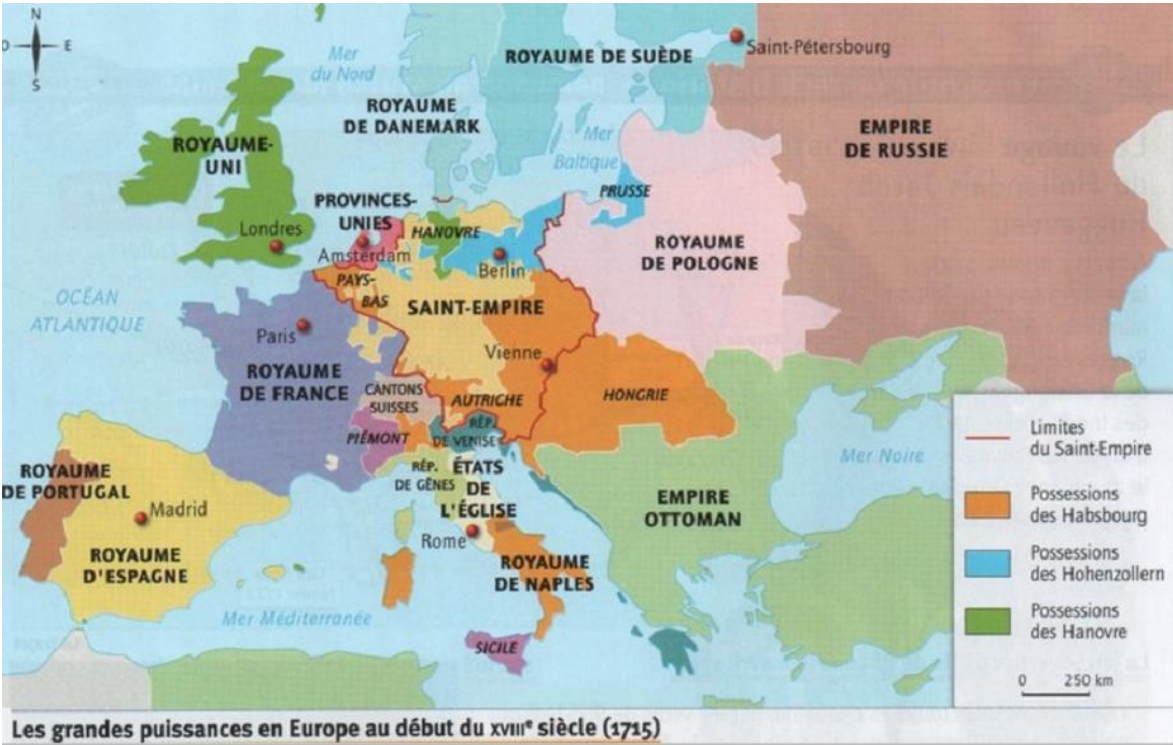 N
O
E
S
Mer
du Nord
ROYAUME DE SUÈDE
Saint-Pétersbourg
ROYAUME
DE DANEMARK
EMPIRE
DE RUSSIE
Mer
Baltique
ROYAUME-
UNI
PRUSSE
PROVINCES-
UNIES
HANOVRE
Londres
Amsterdam
Berlin
ROYAUME
DE POLOGNE
PAYS-
BAS
OCÉAN
ATLANTIQUE
SAINT-EMPIRE
Paris
Vienne
ROYAUME
DE FRANCE
CANTONS
SUISSES
AUTRICHE
HONGRIE
PIÉMONT
RÉP.
DE VENISE
RÉP.
DE GÊNES
ÉTATS
DE
L'ÉGLISE
Mer Noire
ROYAUME
DE PORTUGAL
Madrid
EMPIRE
OTTOMAN
Rome
ROYAUME
D'ESPAGNE
ROYAUME
DE NAPLES
Mer Méditerranée
SICILE
Limites
du Saint-Empire
Possessions
des Habsbourg
Possessions
des Hohenzollern
Possessions
des Hanovre
0 250 km
Les grandes puissances en Europe au début du XVIIIe siècle (1715)